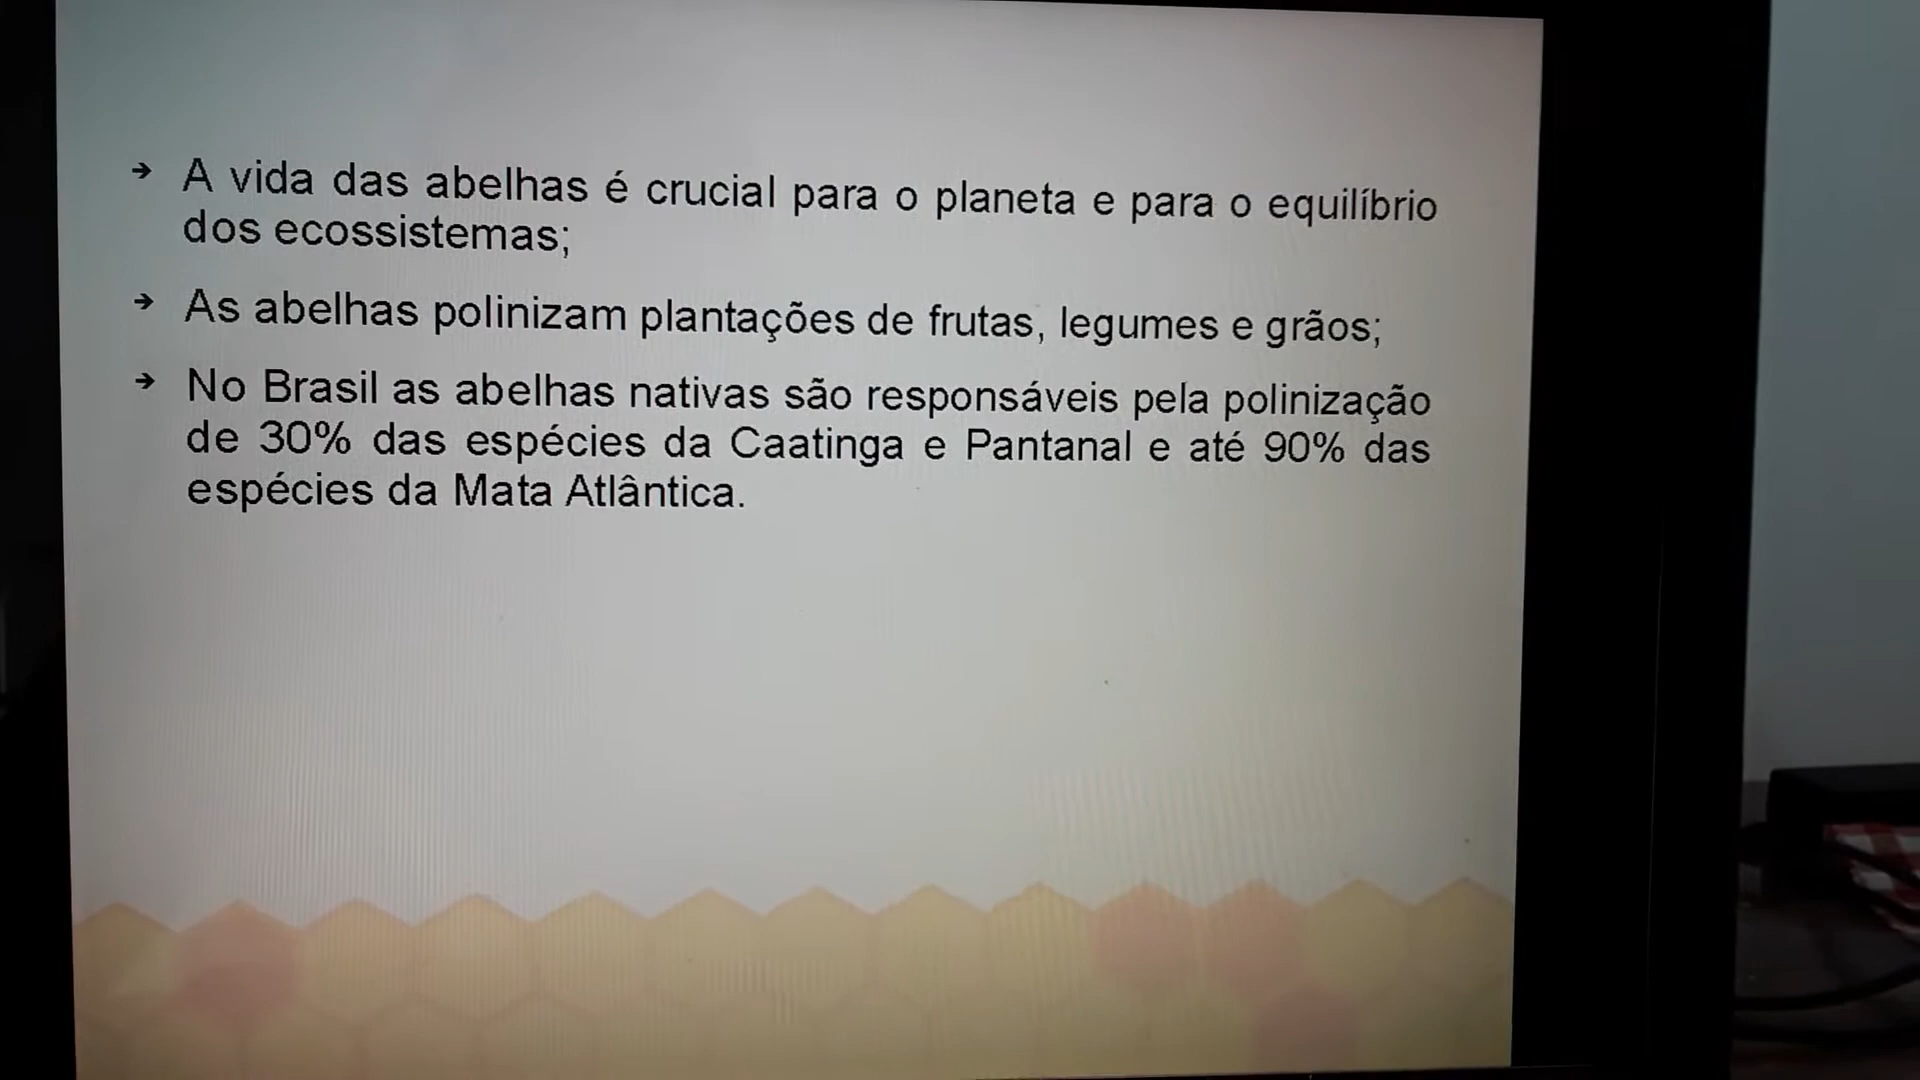 → A vida das abelhas é crucial para o planeta e para o equilíbrio
dos ecossistemas;
→ As abelhas polinizam plantações de frutas, legumes e grãos;
→ No Brasil as abelhas nativas são responsáveis pela polinização
de 30% das espécies da Caatinga e Pantanal e até 90% das
espécies da Mata Atlântica.